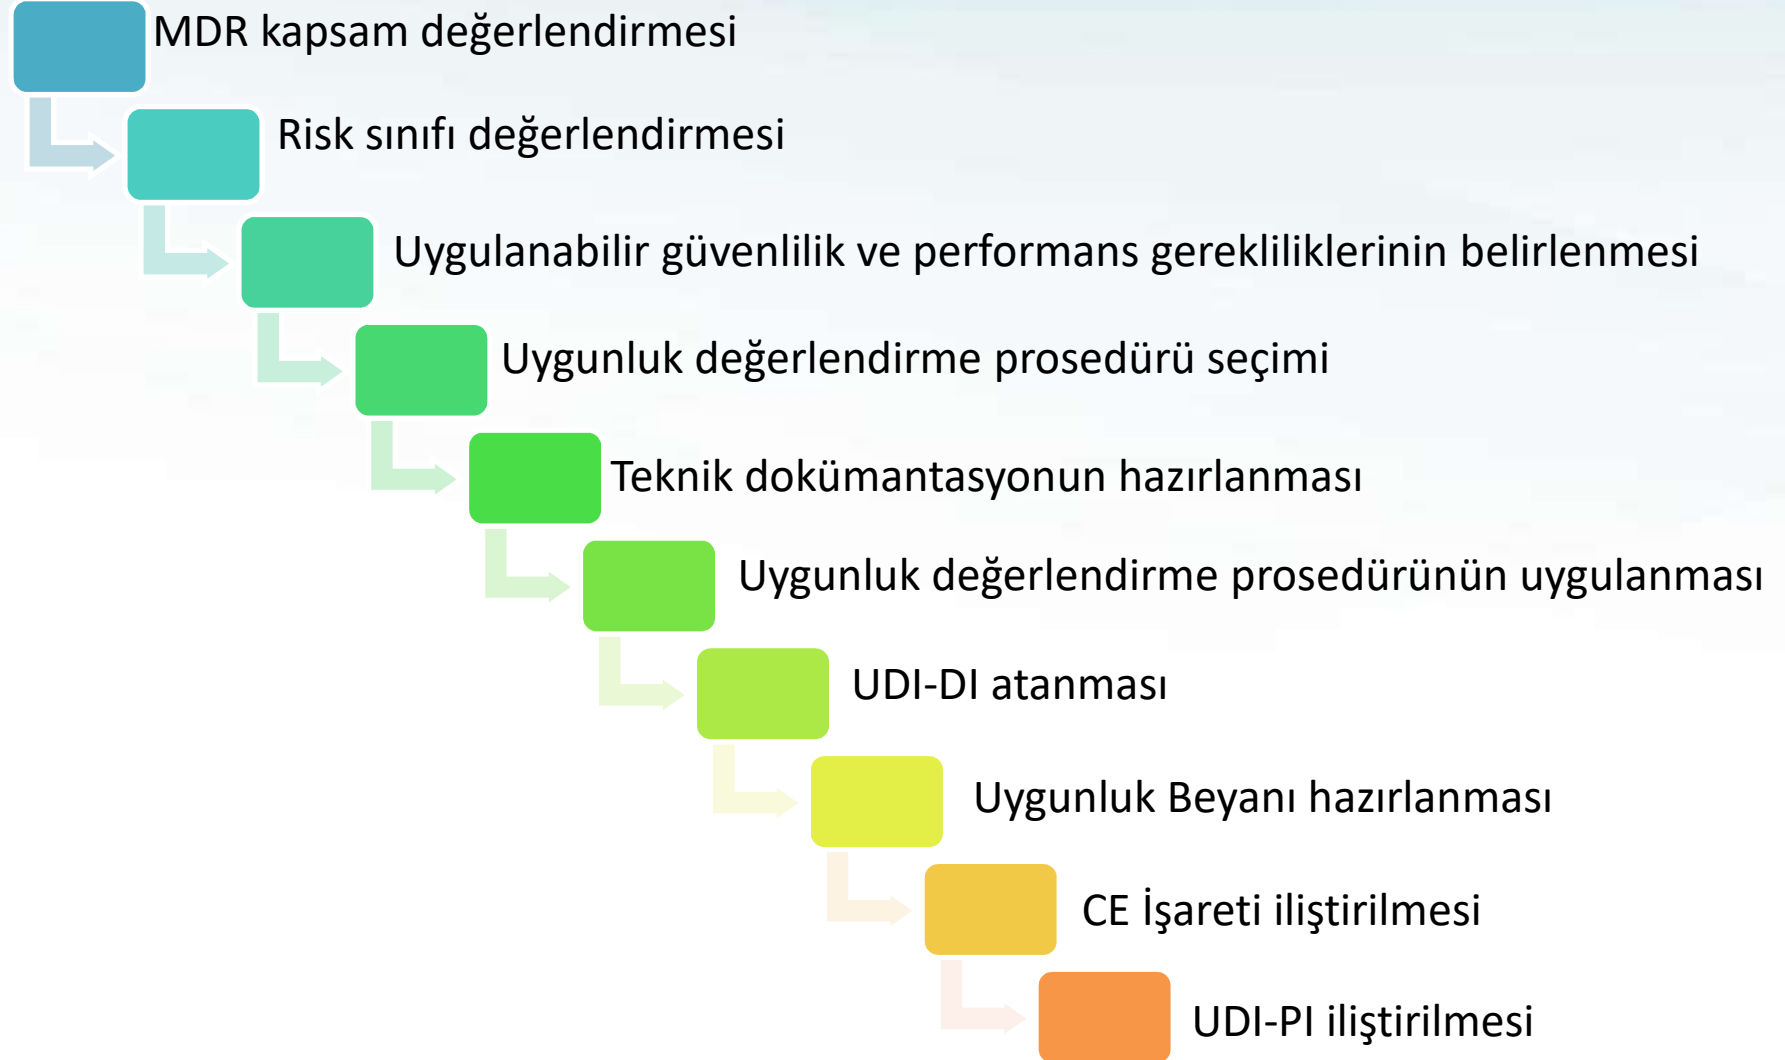 MDR kapsam değerlendirmesi
Risk sınıfı değerlendirmesi
Uygulanabilir güvenlilik ve performans gerekliliklerinin belirlenmesi
Uygunluk değerlendirme prosedürü seçimi
Teknik dokümantasyonun hazırlanması
Uygunluk değerlendirme prosedürünün uygulanması
UDI-DI atanması
Uygunluk Beyanı hazırlanması
CE İşareti iliştirilmesi
UDI-PI iliştirilmesi